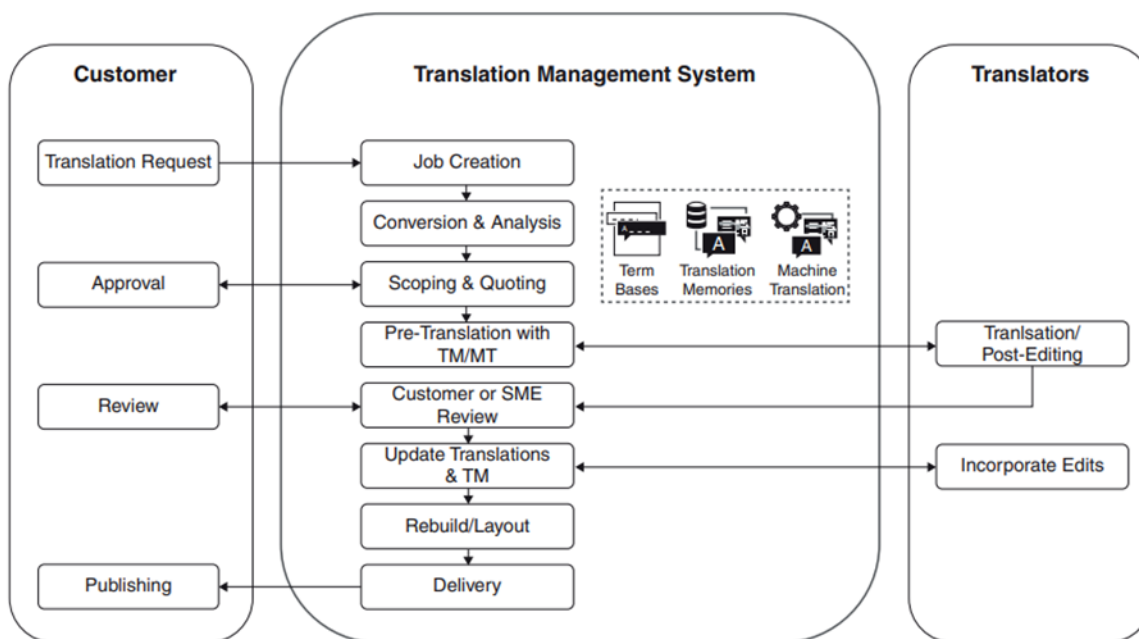 Customer
Translation Management System
Translators
Translation Request
Job Creation
Conversion & Analysis
Approval
Scoping & Quoting
A
A
A
Term
Bases
Translation
Memories
Machine
Translation
Pre-Translation with
TM/MT
Tranlsation/
Post-Editing
Review
Customer or SME
Review
Update Translations
& TM
Incorporate Edits
Rebuild/Layout
Publishing
Delivery